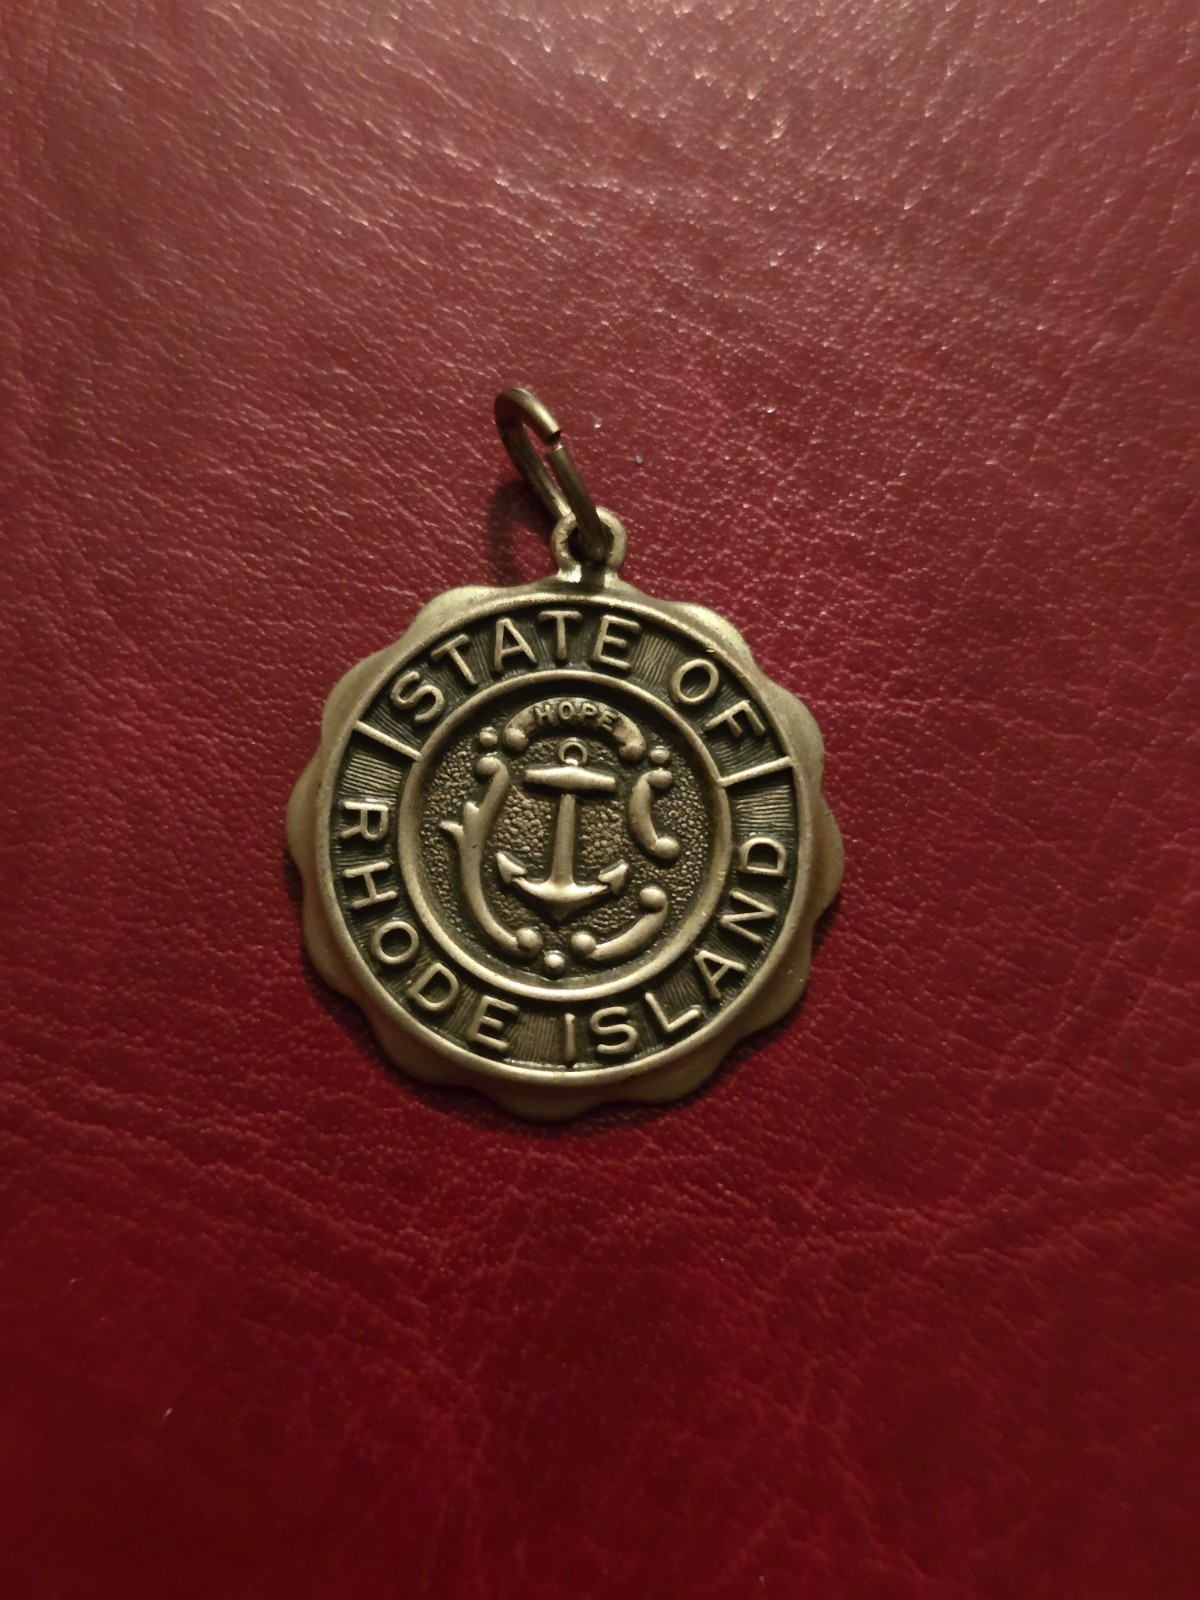 STATE OF
RHODE ISLAND
HOPE